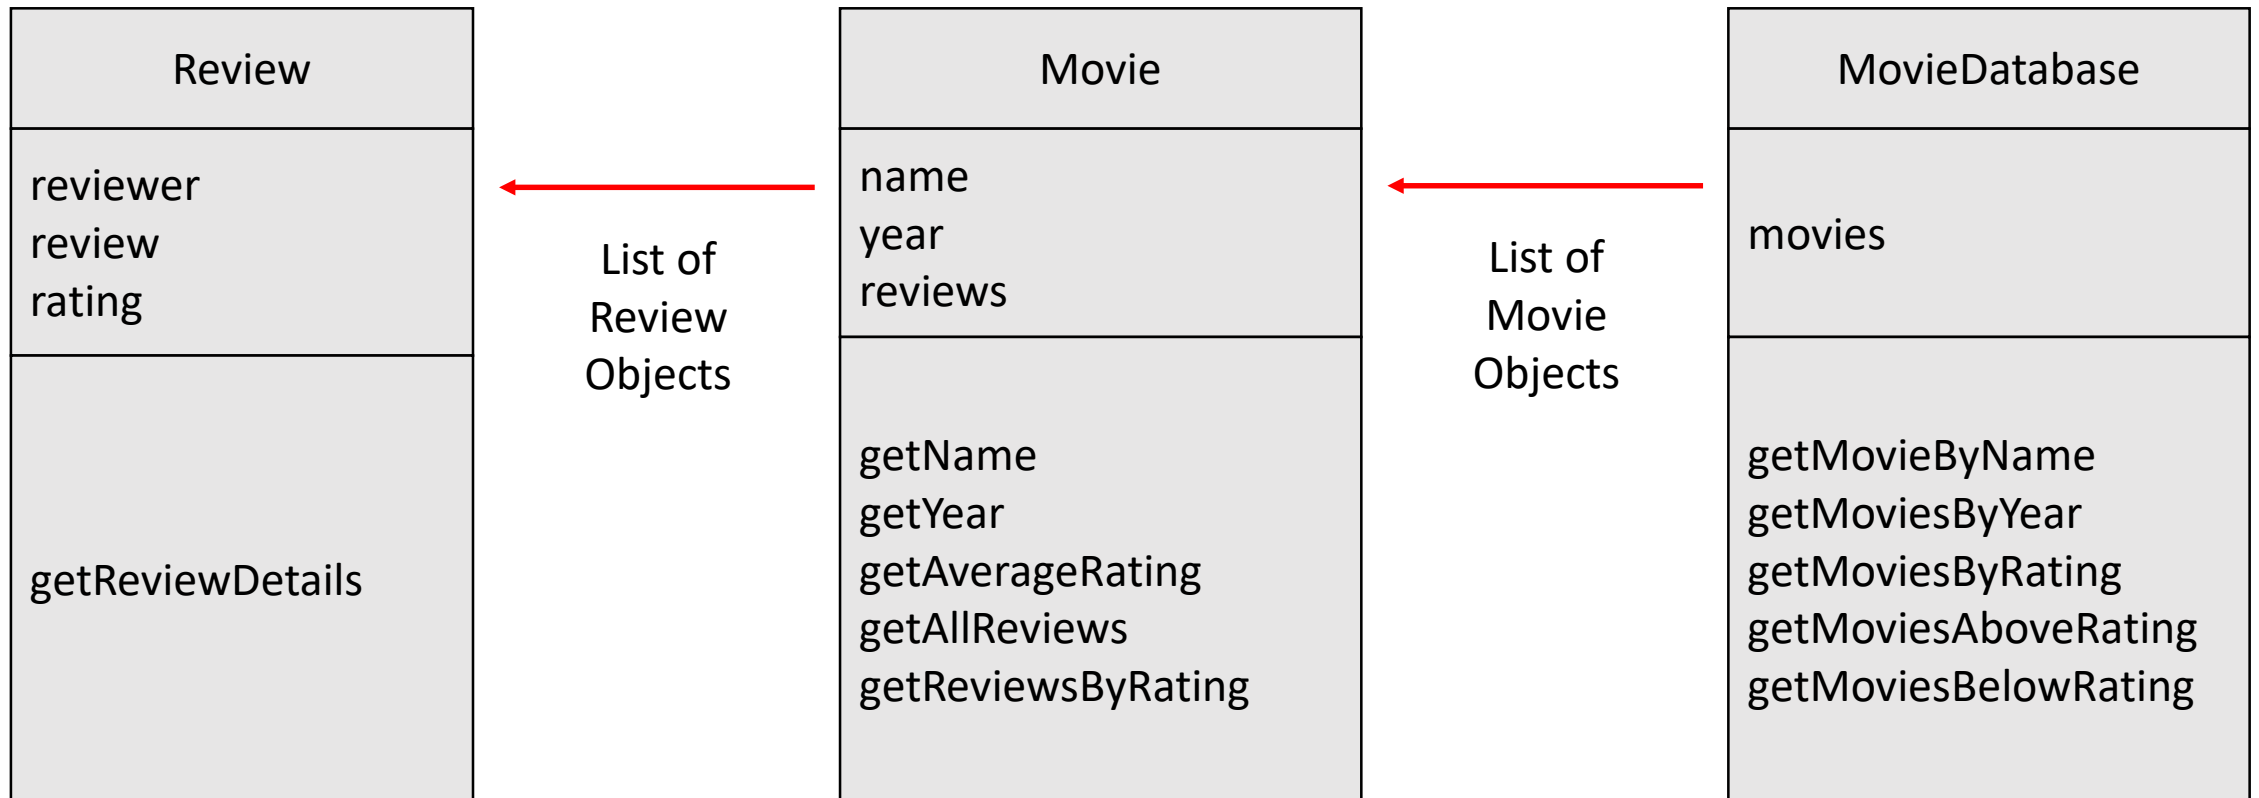 Review
reviewer
review
rating
getReviewDetails
List of
Review
Objects
Movie
name
year
reviews
getName
getYear
getAverageRating
getAllReviews
getReviewsByRating
List of
Movie
Objects
MovieDatabase
movies
getMovieByName
getMoviesByYear
getMoviesByRating
getMoviesAboveRating
getMoviesBelowRating